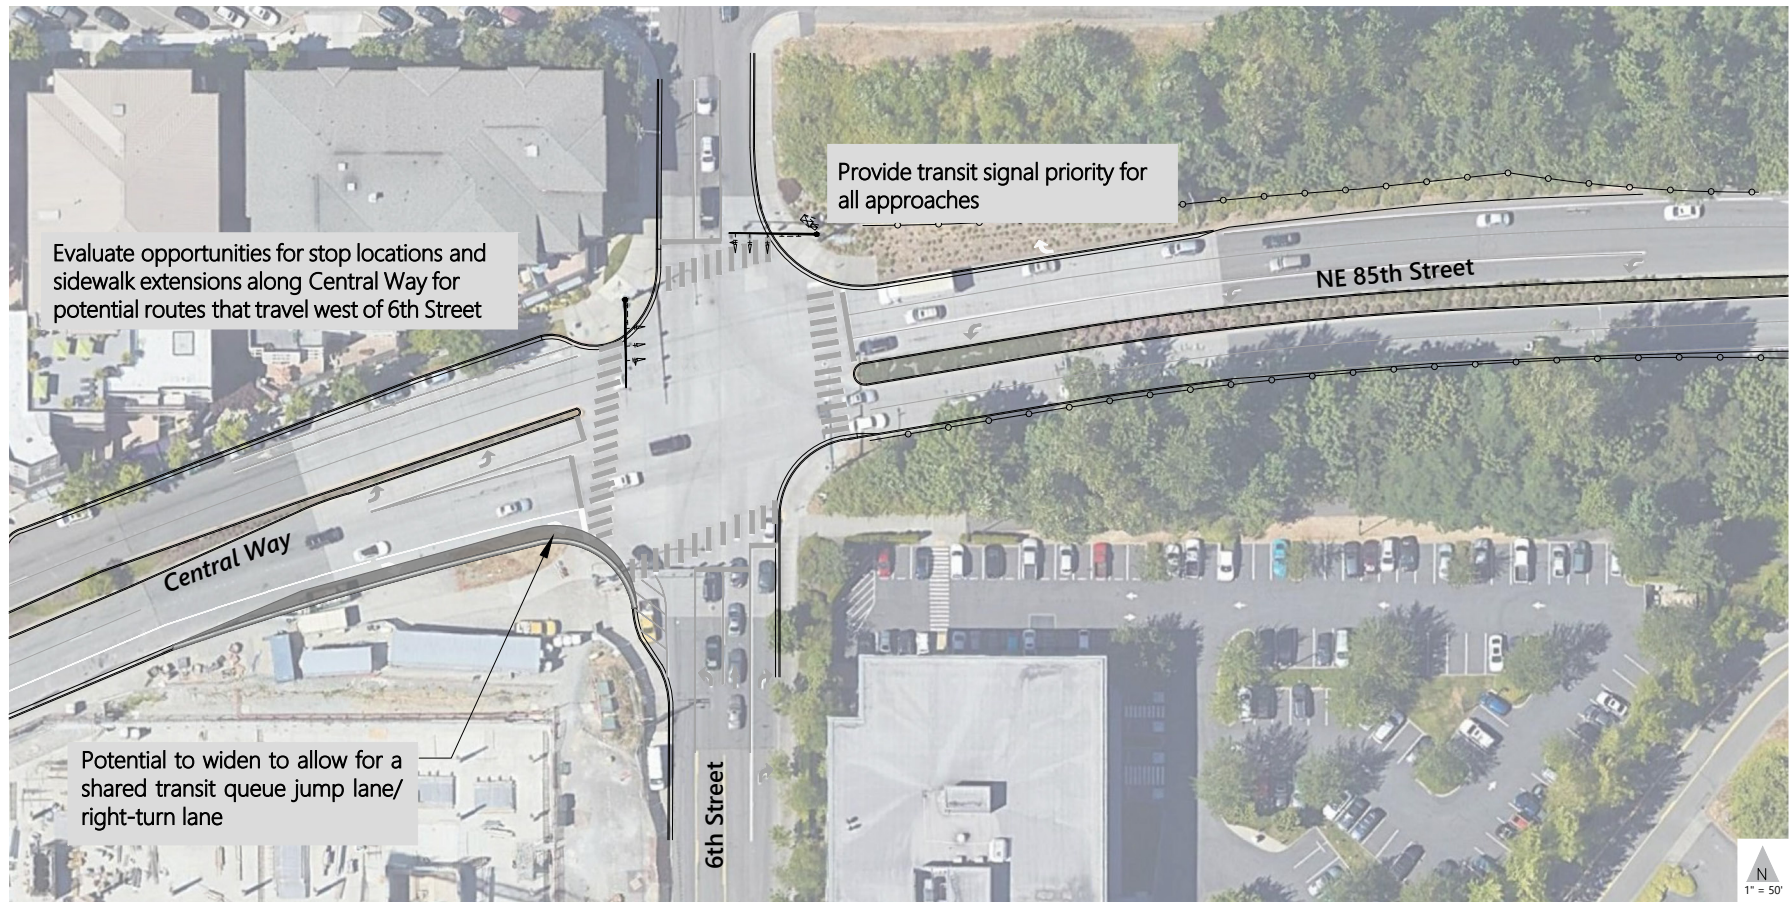 Provide transit signal priority for
all approaches
Evaluate opportunities for stop locations and
sidewalk extensions along Central Way for
potential routes that travel west of 6th Street
NE 85th Street
Central Way
Potential to widen to allow for a
shared transit queue jump lane/
right-turn lane
6th Street
N
1" = 50'